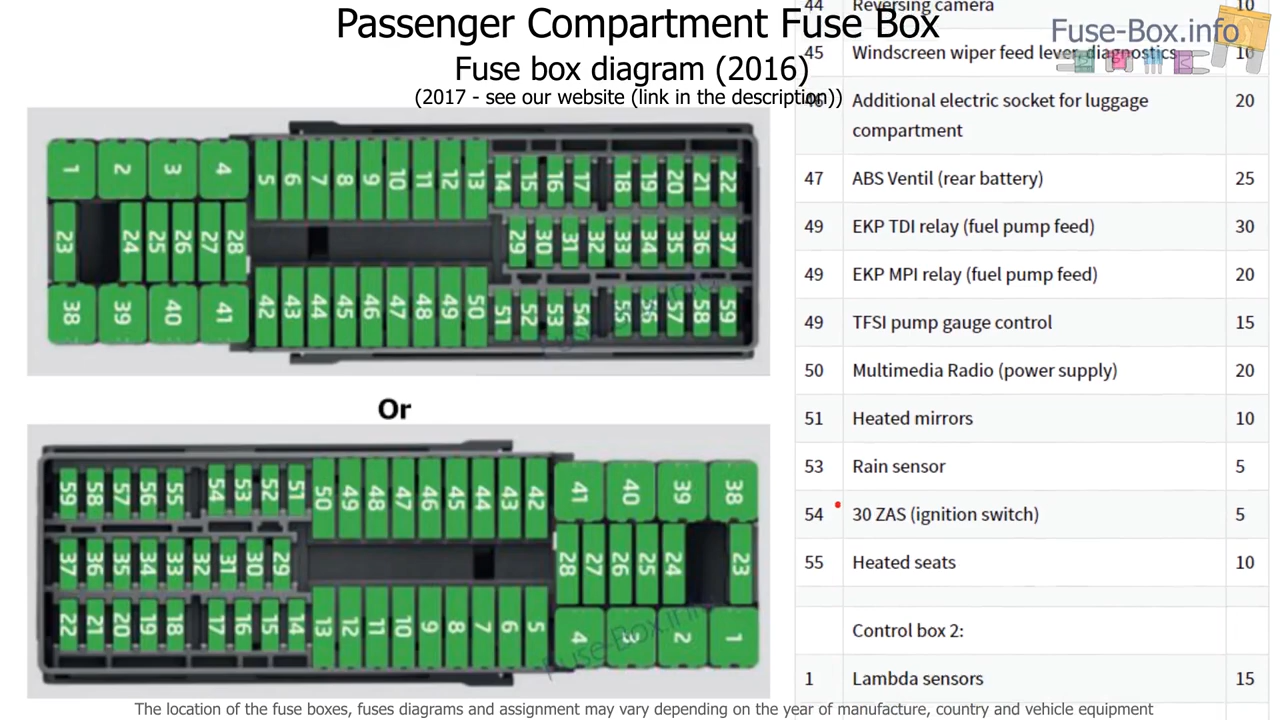 Passenger Compartment Fuse Box
Fuse box diagram (2016)
(2017 - see our website (link in the description))
Fuse-Box.info
1 2 3 4 5 6 7 8 9 10 11 12 13 14 15 16 17 18 19 20 21 22
23 24 25 26 27 28 29 30 31 32 33 34 35 36 37
38 39 40 41 42 43 44 45 46 47 48 49 50 51 52 53 54 55 56 57 58 59
Or
59 58 57 56 55 54 53 52 51 50 49 48 47 46 45 44 43 42 41 40 39 38
37 36 35 34 33 32 31 30 29 28 27 26 25 24 23
22 21 20 19 18 17 16 15 14 13 12 11 10 9 8 7 6 5 4 3 2 1
Fuse-Box.info
44 Reversing camera 10
45 Windscreen wiper feed lever, diagnostics 10
46 Additional electric socket for luggage 20
compartment
47 ABS Ventil (rear battery) 25
49 EKP TDI relay (fuel pump feed) 30
49 EKP MPI relay (fuel pump feed) 20
49 TFSI pump gauge control 15
50 Multimedia Radio (power supply) 20
51 Heated mirrors 10
53 Rain sensor 5
54 30 ZAS (ignition switch) 5
55 Heated seats 10
Control box 2:
1 Lambda sensors 15
The location of the fuse boxes, fuses diagrams and assignment may vary depending on the year of manufacture, country and vehicle equipment